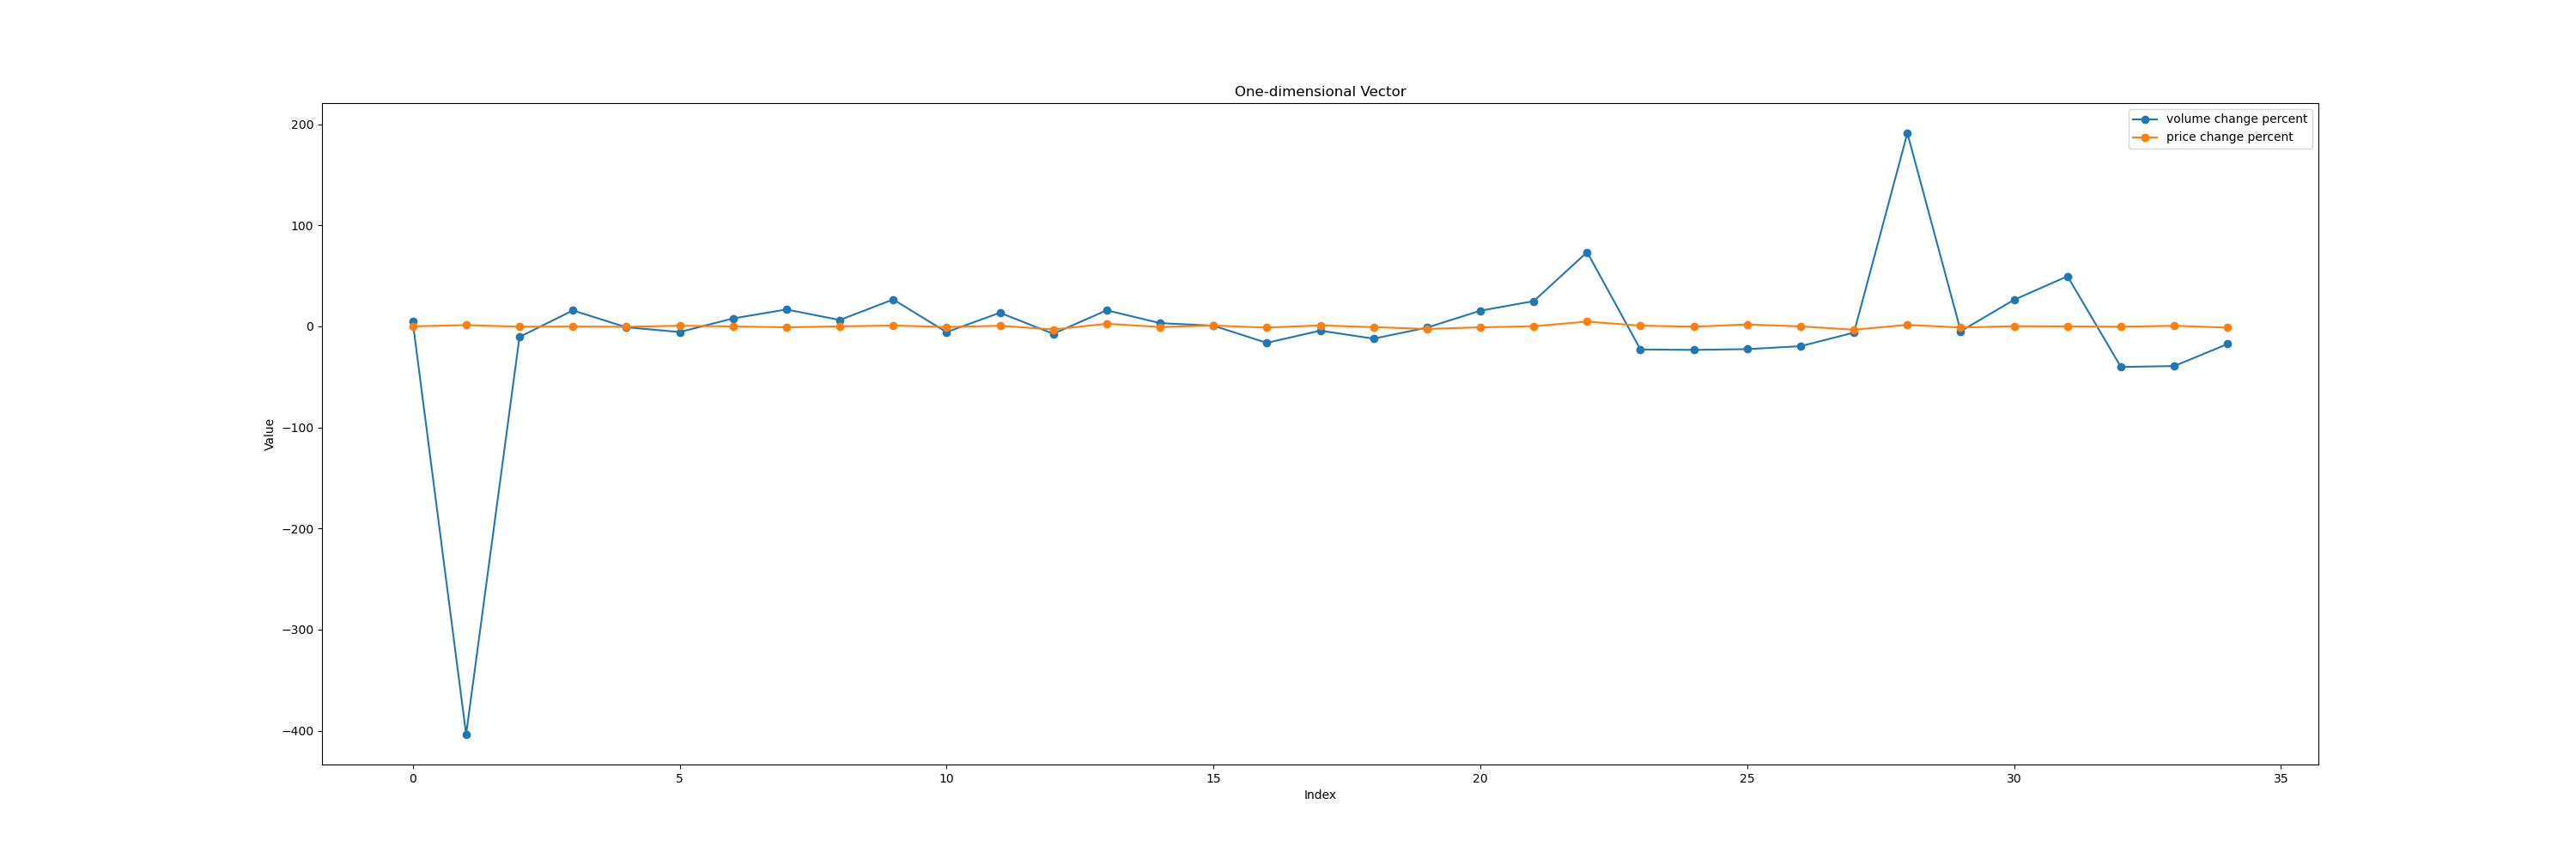 One-dimensional Vector
volume change percent
price change percent
200
100
0
−100
−200
−300
−400
Value
0 5 10 15 20 25 30 35
Index